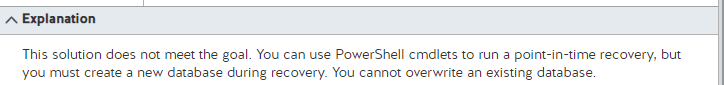 Explanation
This solution does not meet the goal. You can use PowerShell cmdlets to run a point-in-time recovery, but
you must create a new database during recovery. You cannot overwrite an existing database.